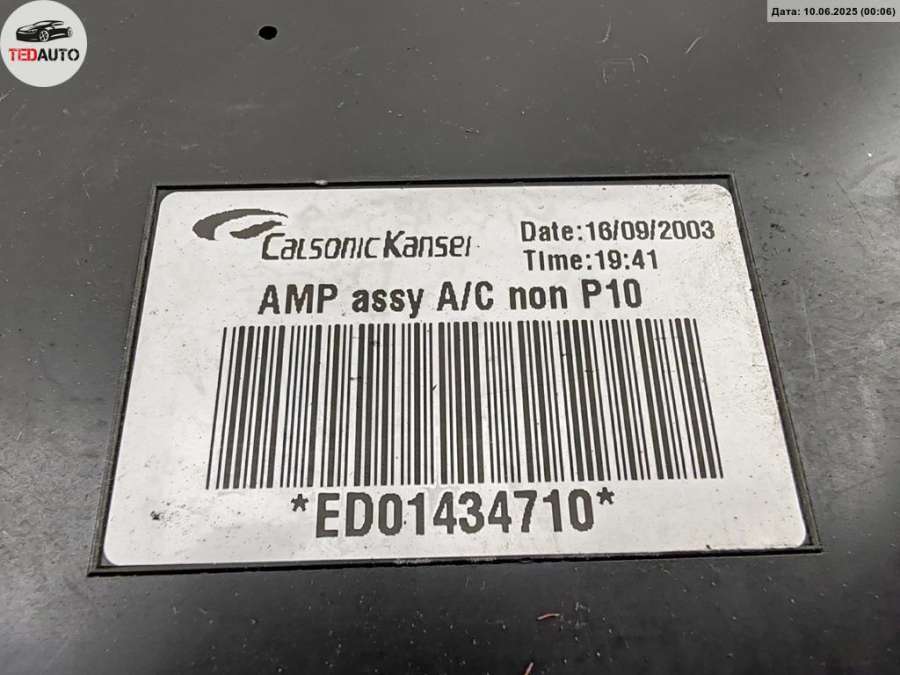 TEDAUTO
Дата: 10.06.2025 (00:06)
CalsonicKansei
Date:16/09/2003
Time:19:41
AMP assy A/C non P10
*ED01434710*